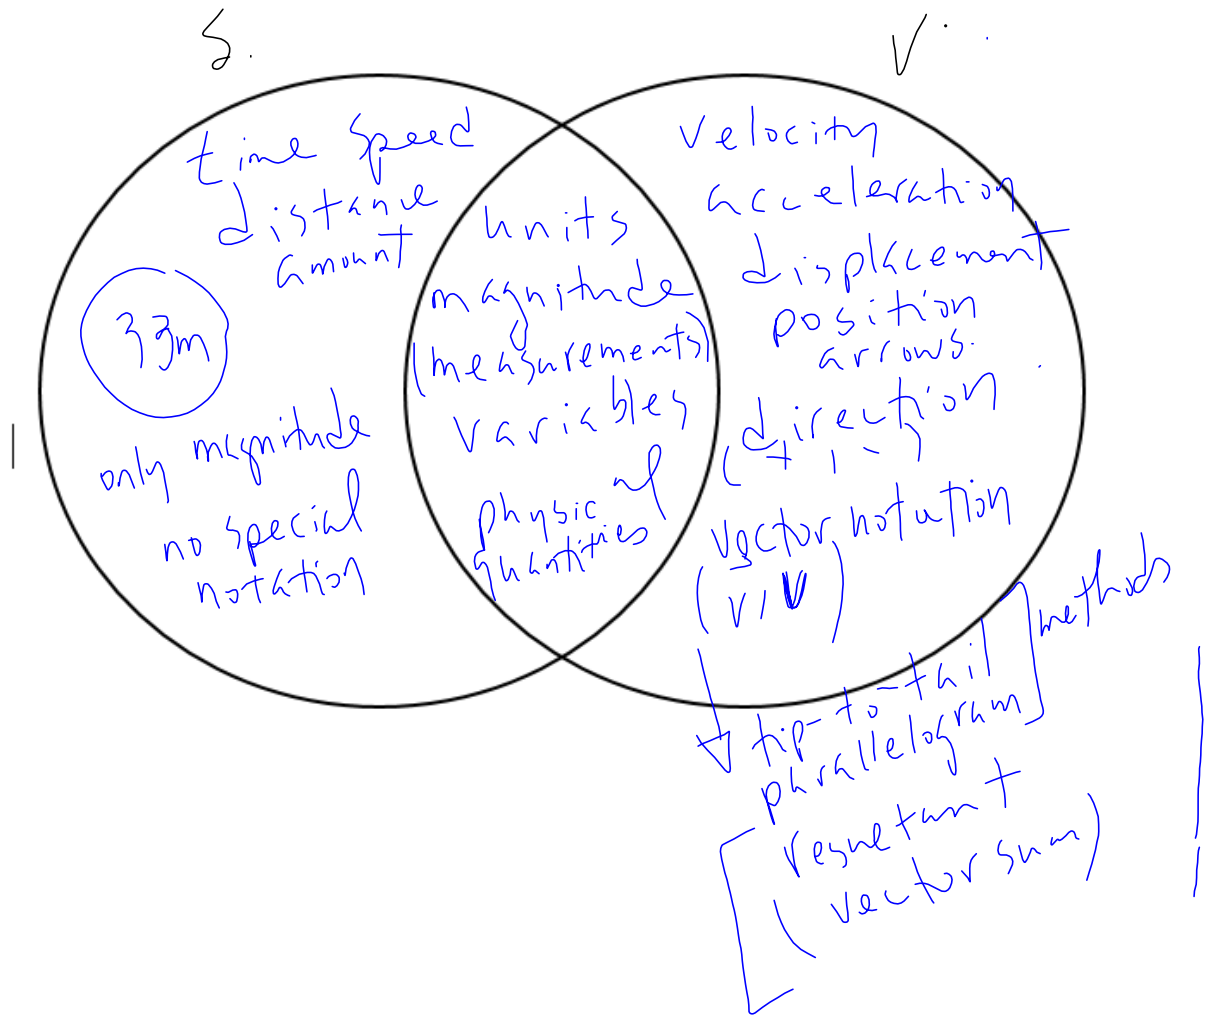 S.
V.
time speed
distance
amount
33m
only magnitude
no special
notation
units
magnitude
(measurements)
variables
physical
quantities
velocity
acceleration
displacement
position
arrows.
direction
(+, -)
vector notation
(V, V)
tip-to-tail
parallelogram
methods
resultant
(vector sum)